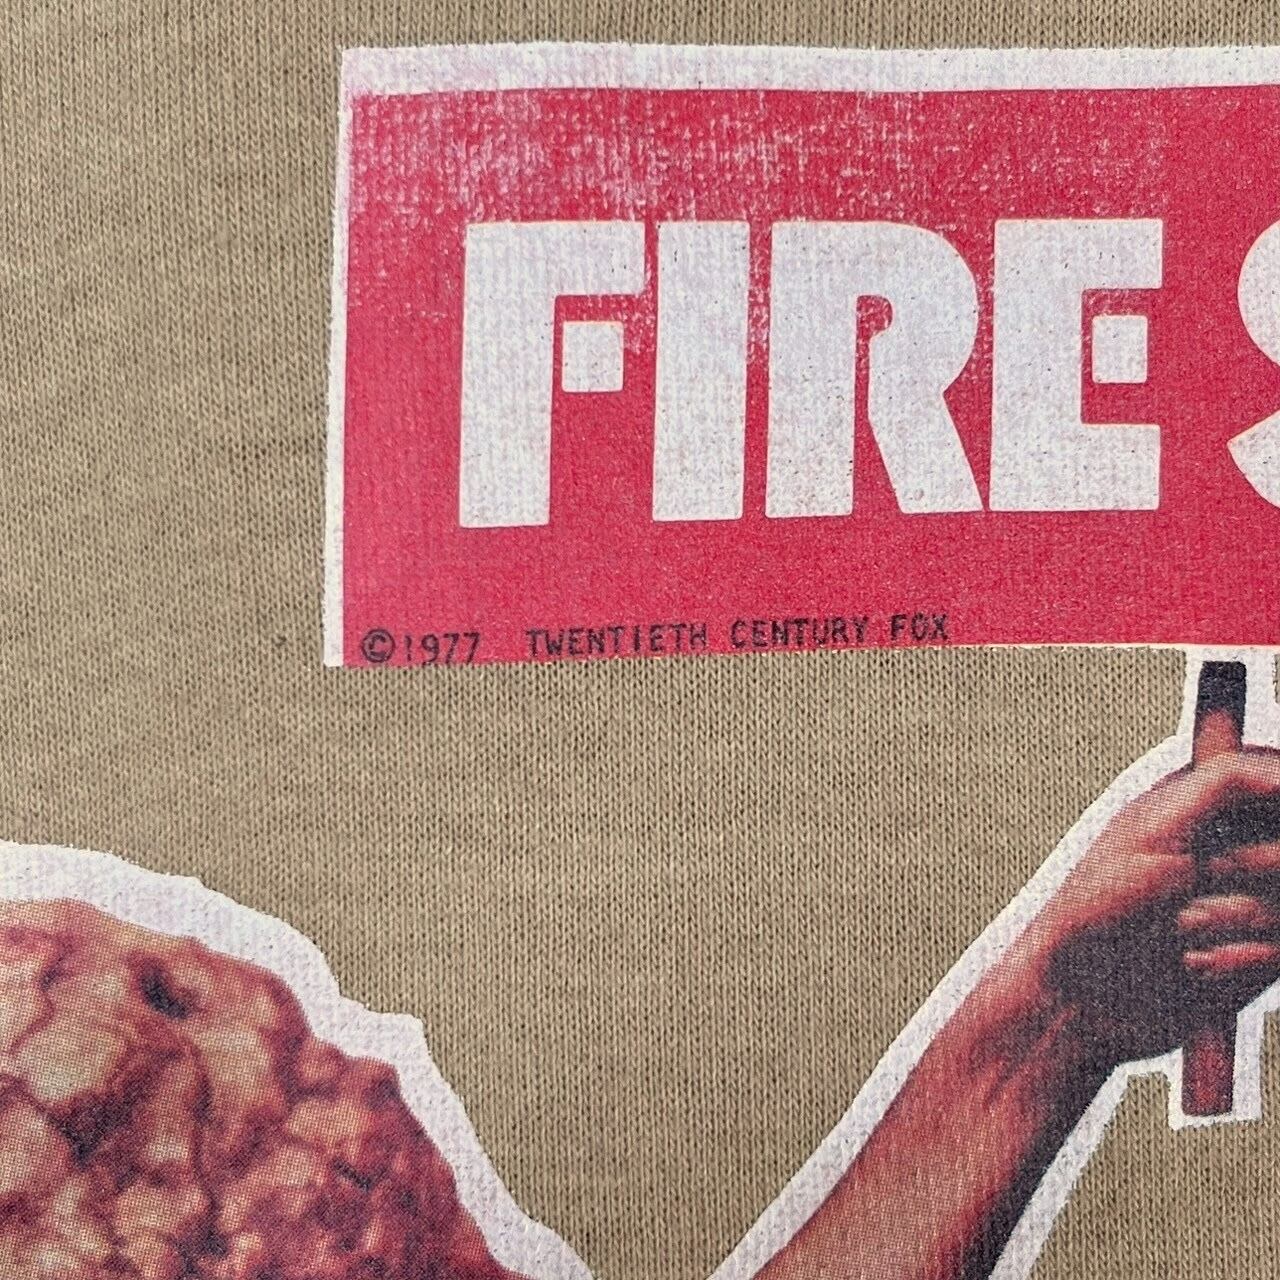 FIRE S
©1977 TWENTIETH CENTURY FOX